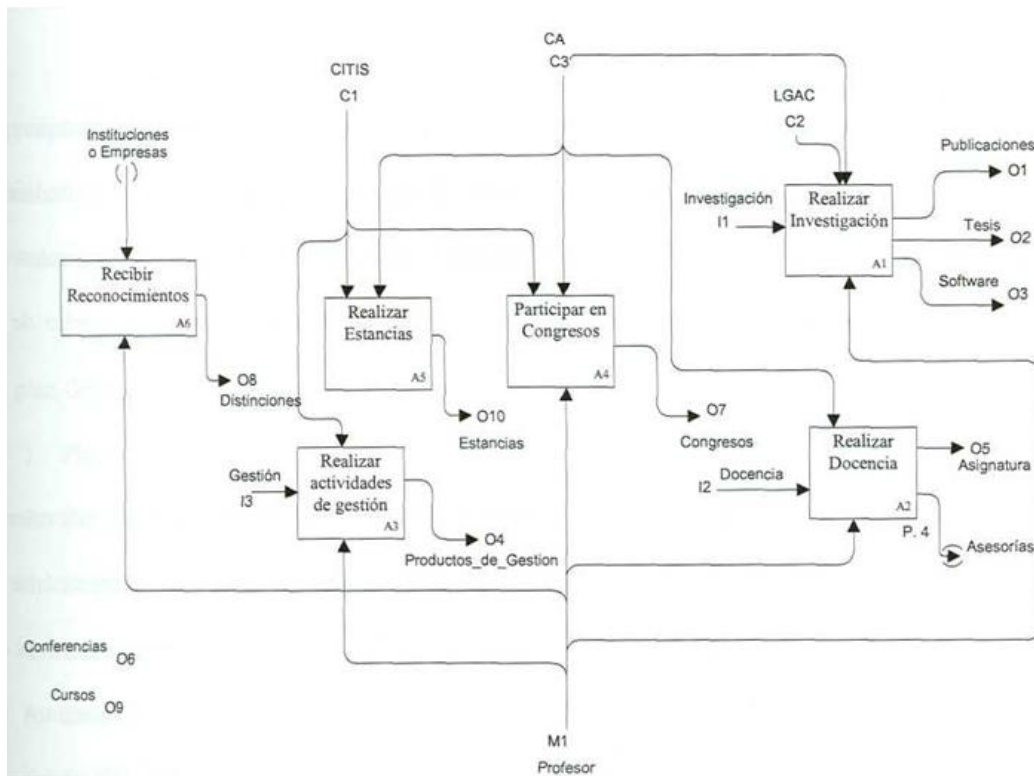 CA
C3
CITIS
C1
LGAC
C2
Instituciones
o Empresas
( )
Publicaciones
O1
Investigación
I1
Realizar
Investigación
A1
Tesis
O2
Software
O3
Recibir
Reconocimientos
A6
Realizar
Estancias
A5
Participar en
Congresos
A4
O8
Distinciones
O10
Estancias
O7
Congresos
Realizar
Docencia
A2
P. 4
O5
Asignatura
Docencia
I2
Gestión
I3
Realizar
actividades
de gestión
A3
O4
Productos_de_Gestion
Asesorías
Conferencias
O6
Cursos
O9
M1
Profesor